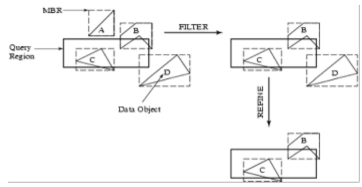 MBR
A
B
FILTER
B
Query
Region
C
C
D
D
Data Object
REFINE
B
C